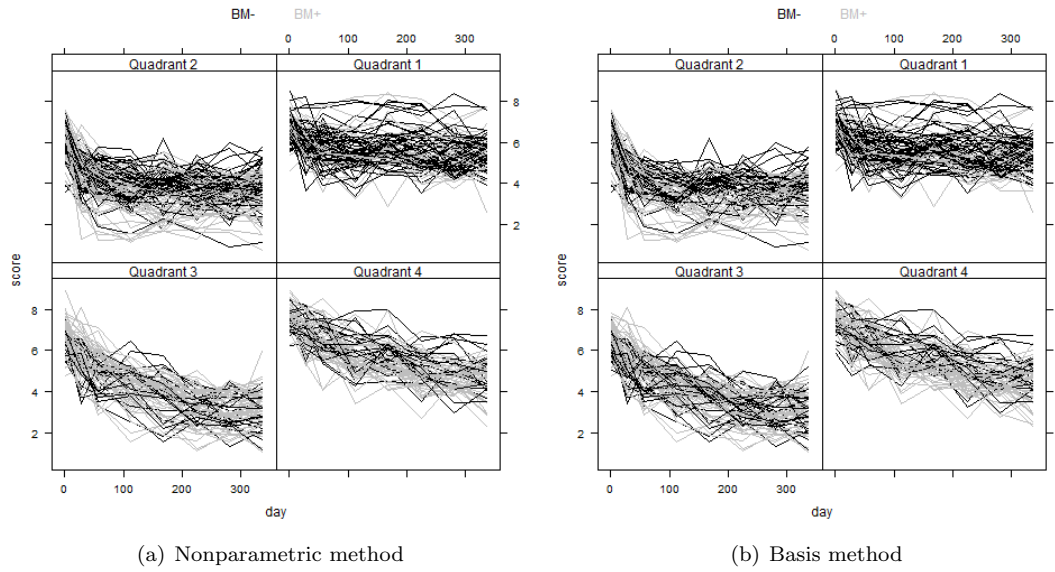 BM- BM+
0 100 200 300
Quadrant 2 Quadrant 1
8
6
4
2
Quadrant 3 Quadrant 4
8
6
4
2
score
0 100 200 300
day
(a) Nonparametric method
BM- BM+
0 100 200 300
Quadrant 2 Quadrant 1
8
6
4
2
Quadrant 3 Quadrant 4
8
6
4
2
score
0 100 200 300
day
(b) Basis method